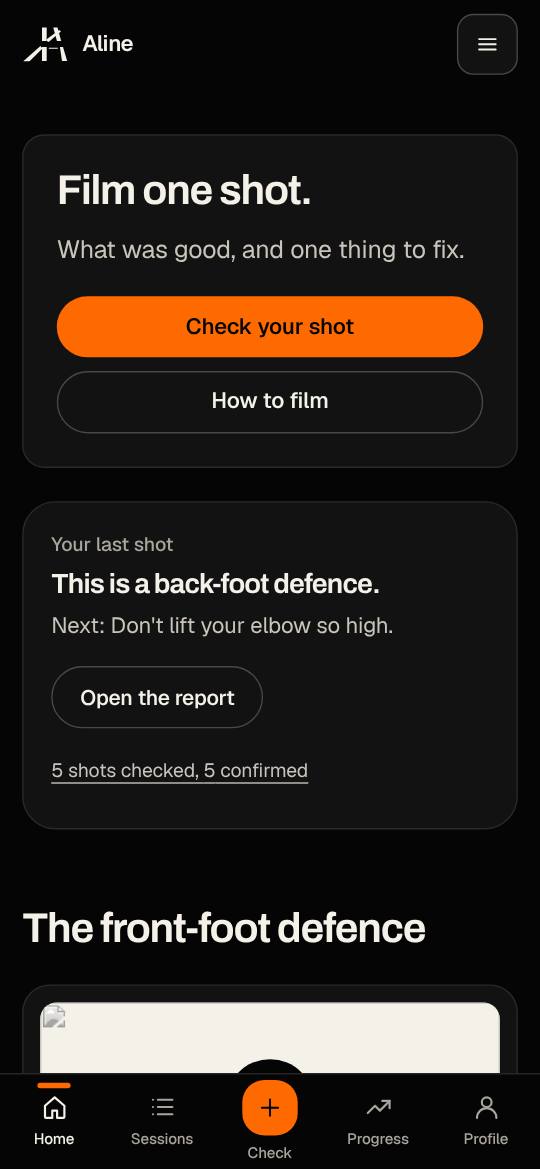 Aline
Film one shot.
What was good, and one thing to fix.
Check your shot
How to film
Your last shot
This is a back-foot defence.
Next: Don't lift your elbow so high.
Open the report
5 shots checked, 5 confirmed
The front-foot defence
Home
Sessions
Check
Progress
Profile